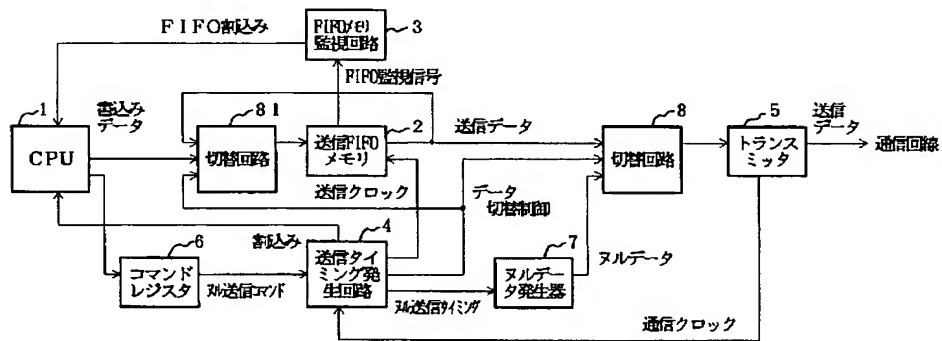 FIFO割込み
FIFOメモリ
監視回路
3
FIFO監視信号
1
CPU
書込み
データ
8 1
切替回路
2
送信FIFO
メモリ
送信データ
8
切替回路
5
トランス
ミッタ
送信
データ
通信回線
送信クロック
データ
切替制御
割込み
4
送信タイ
ミング発
生回路
6
コマンド
レジスタ
ヌル送信コマンド
7
ヌルデー
タ発生器
ヌルデータ
ヌル送信タイミング
通信クロック